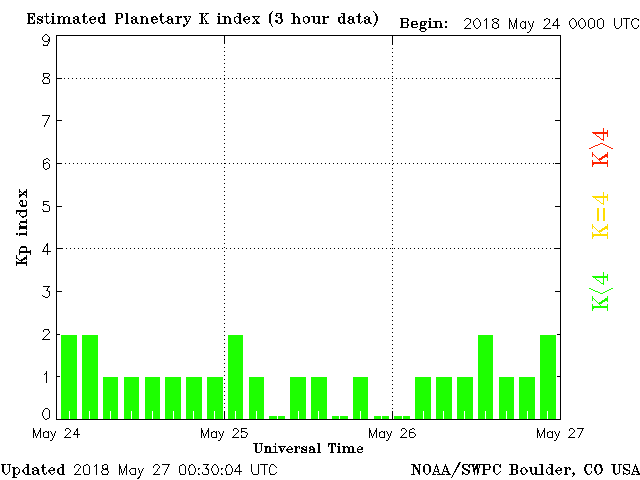 Estimated Planetary K index (3 hour data)
Begin: 2018 May 24 0000 UTC
9
8
7
6
5
4
3
2
1
0
Kp index
K>4
K=4
K<4
May 24
May 25
May 26
May 27
Universal Time
Updated 2018 May 27 00:30:04 UTC
NOAA/SWPC Boulder, CO USA